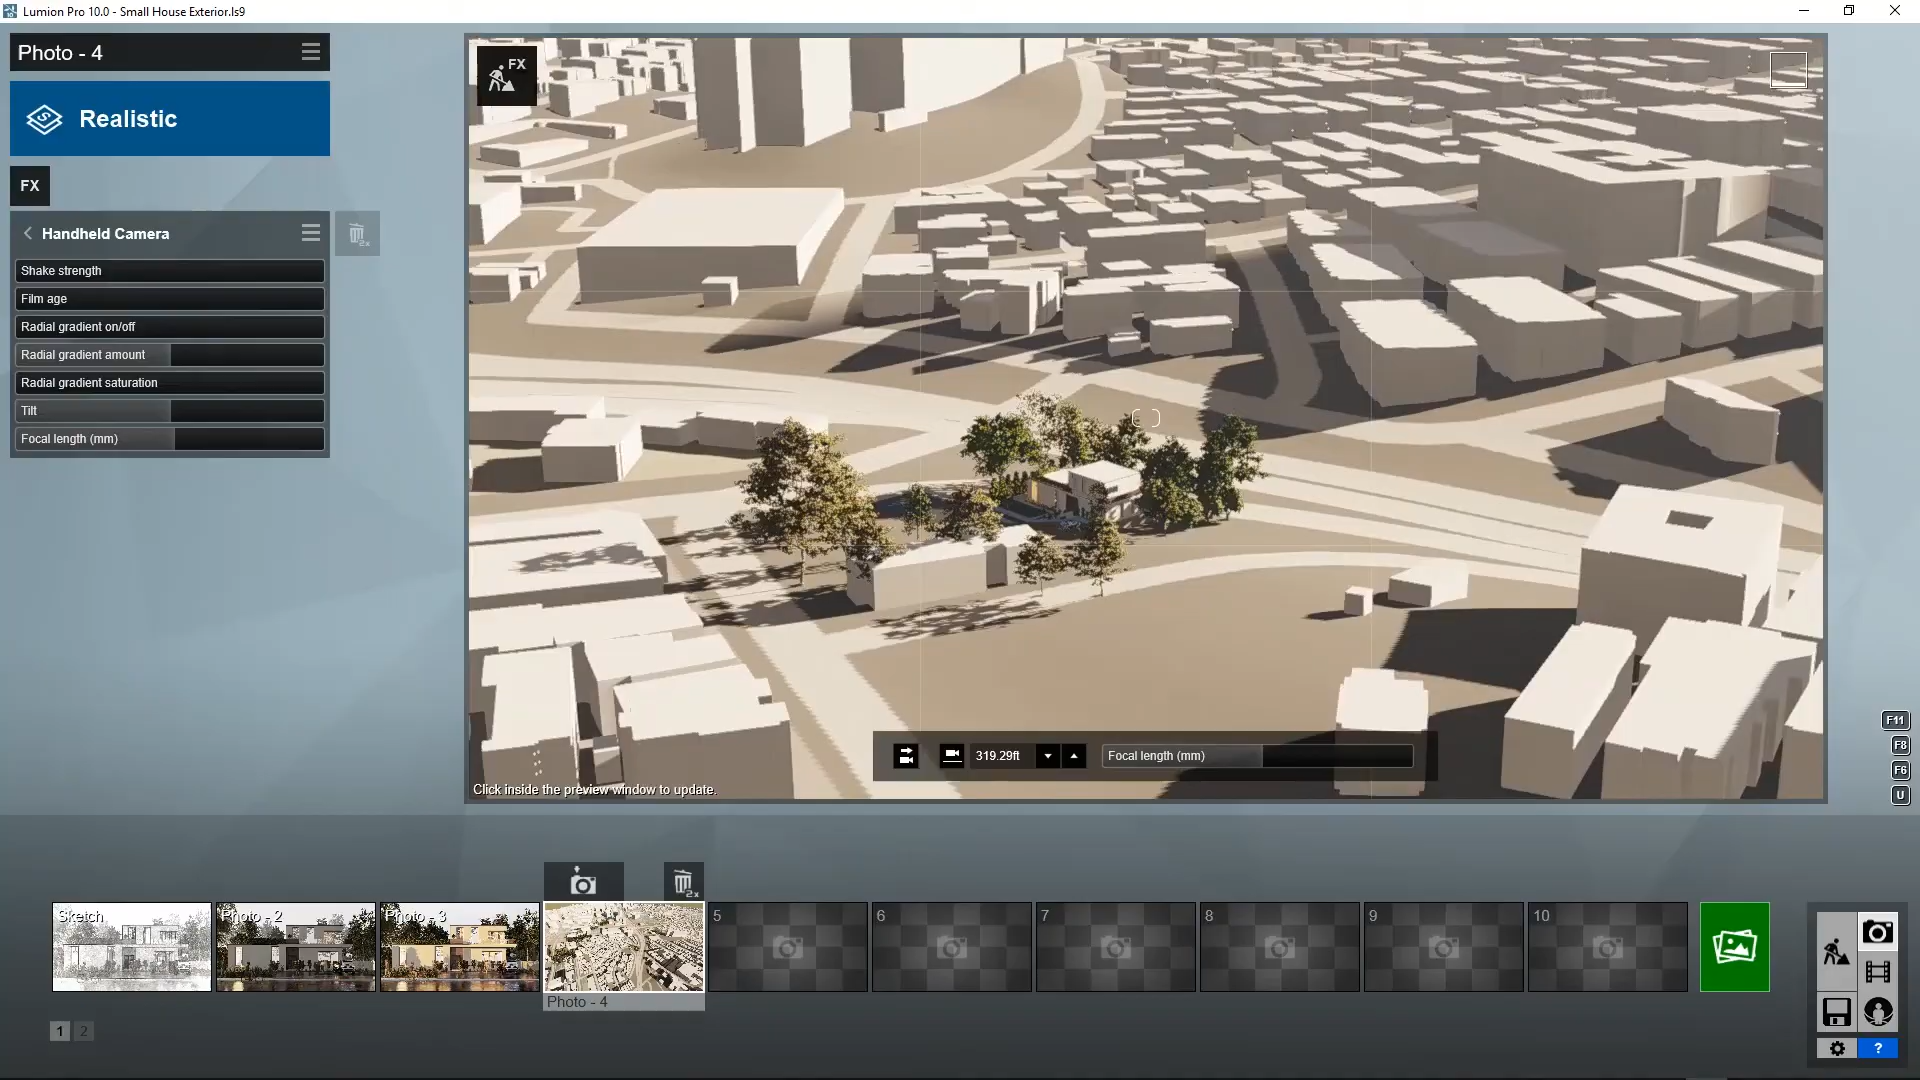 Lumion Pro 10.0 - Small House Exterior.ls9
Photo - 4
Realistic
FX
FX
Handheld Camera
2x
Shake strength
Film age
Radial gradient on/off
Radial gradient amount
Radial gradient saturation
Tilt
Focal length (mm)
319.29ft
Focal length (mm)
Click inside the preview window to update.
F11
F8
F6
U
2x
Sketch
Photo - 2
Photo - 3
5
6
7
8
9
10
Photo - 4
1
2
?